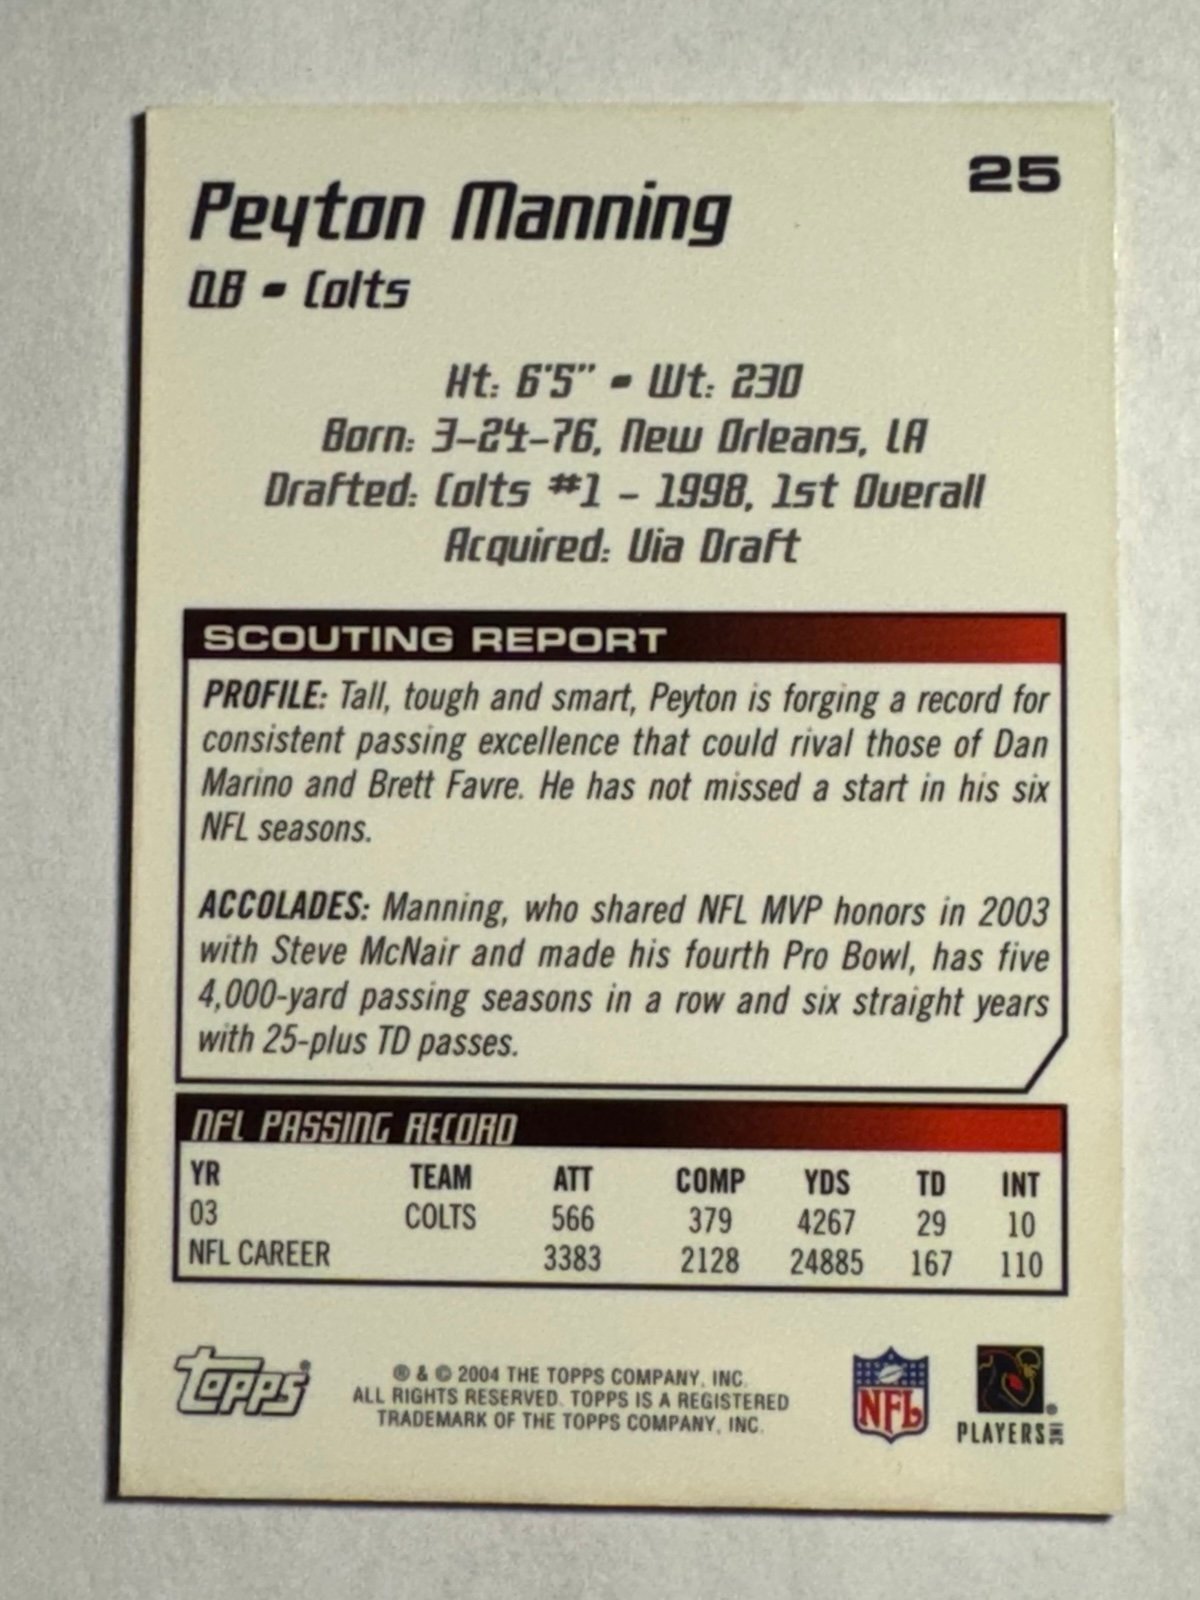 25
Peyton Manning
QB - Colts
Ht: 6'5" - Wt: 230
Born: 3-24-76, New Orleans, LA
Drafted: Colts #1 - 1998, 1st Overall
Acquired: Via Draft
SCOUTING REPORT
PROFILE: Tall, tough and smart, Peyton is forging a record for
consistent passing excellence that could rival those of Dan
Marino and Brett Favre. He has not missed a start in his six
NFL seasons.
ACCOLADES: Manning, who shared NFL MVP honors in 2003
with Steve McNair and made his fourth Pro Bowl, has five
4,000-yard passing seasons in a row and six straight years
with 25-plus TD passes.
NFL PASSING RECORD
YR TEAM ATT COMP YDS TD INT
03 COLTS 566 379 4267 29 10
NFL CAREER 3383 2128 24885 167 110
Topps®
® & © 2004 THE TOPPS COMPANY, INC.
ALL RIGHTS RESERVED. TOPPS IS A REGISTERED
TRADEMARK OF THE TOPPS COMPANY, INC.
NFL
PLAYERS INC ®